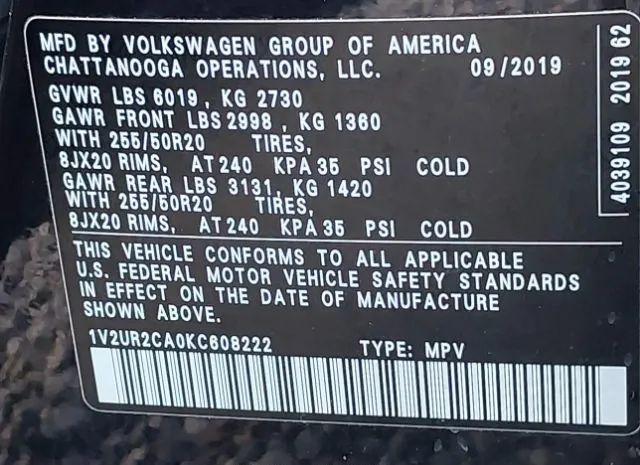 MFD BY VOLKSWAGEN GROUP OF AMERICA
CHATTANOOGA OPERATIONS, LLC. 09/2019
GVWR LBS 6019, KG 2730
GAWR FRONT LBS 2998, KG 1360
WITH 255/50R20 TIRES,
8JX20 RIMS, AT 240 KPA 35 PSI COLD
GAWR REAR LBS 3131, KG 1420
WITH 255/50R20 TIRES,
8JX20 RIMS, AT 240 KPA 35 PSI COLD
THIS VEHICLE CONFORMS TO ALL APPLICABLE
U.S. FEDERAL MOTOR VEHICLE SAFETY STANDARDS
IN EFFECT ON THE DATE OF MANUFACTURE
SHOWN ABOVE.
1V2UR2CA0KC608222 TYPE: MPV
4039109 2019 62